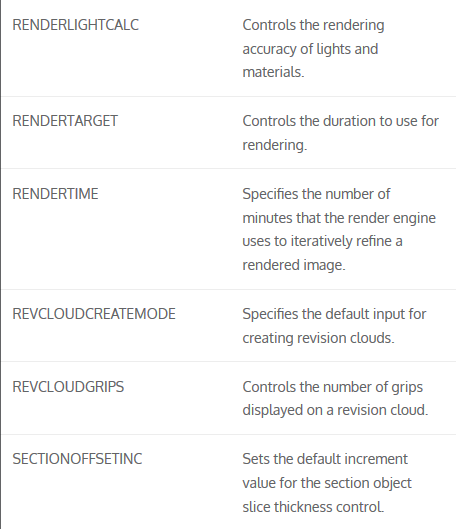 RENDERLIGHTCALC
Controls the rendering
accuracy of lights and
materials.
RENDERTARGET
Controls the duration to use for
rendering.
RENDERTIME
Specifies the number of
minutes that the render engine
uses to iteratively refine a
rendered image.
REVCLOUDCREATEMODE
Specifies the default input for
creating revision clouds.
REVCLOUDGRIPS
Controls the number of grips
displayed on a revision cloud.
SECTIONOFFSETINC
Sets the default increment
value for the section object
slice thickness control.